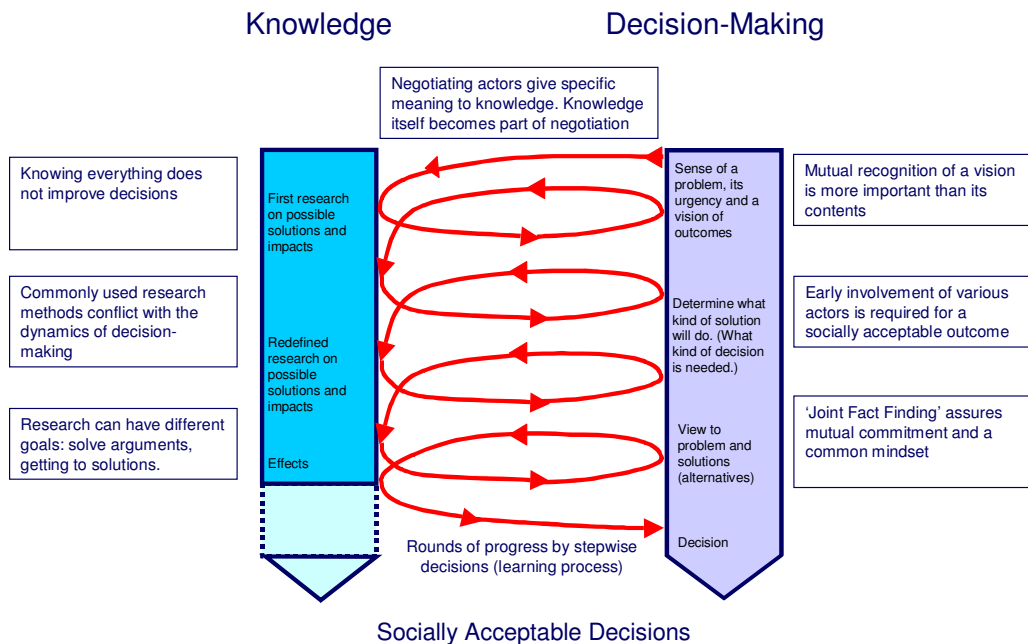 Knowledge
Decision-Making
Negotiating actors give specific
meaning to knowledge. Knowledge
itself becomes part of negotiation
Knowing everything does
not improve decisions
First research
on possible
solutions and
impacts
Sense of a
problem, its
urgency and a
vision of
outcomes
Mutual recognition of a vision
is more important than its
contents
Commonly used research
methods conflict with the
dynamics of decision-
making
Redefined
research on
possible
solutions and
impacts
Determine what
kind of solution
will do. (What
kind of decision
is needed.)
Early involvement of various
actors is required for a
socially acceptable outcome
Research can have different
goals: solve arguments,
getting to solutions.
Effects
View to
problem and
solutions
(alternatives)
‘Joint Fact Finding’ assures
mutual commitment and a
common mindset
Decision
Rounds of progress by stepwise
decisions (learning process)
Socially Acceptable Decisions